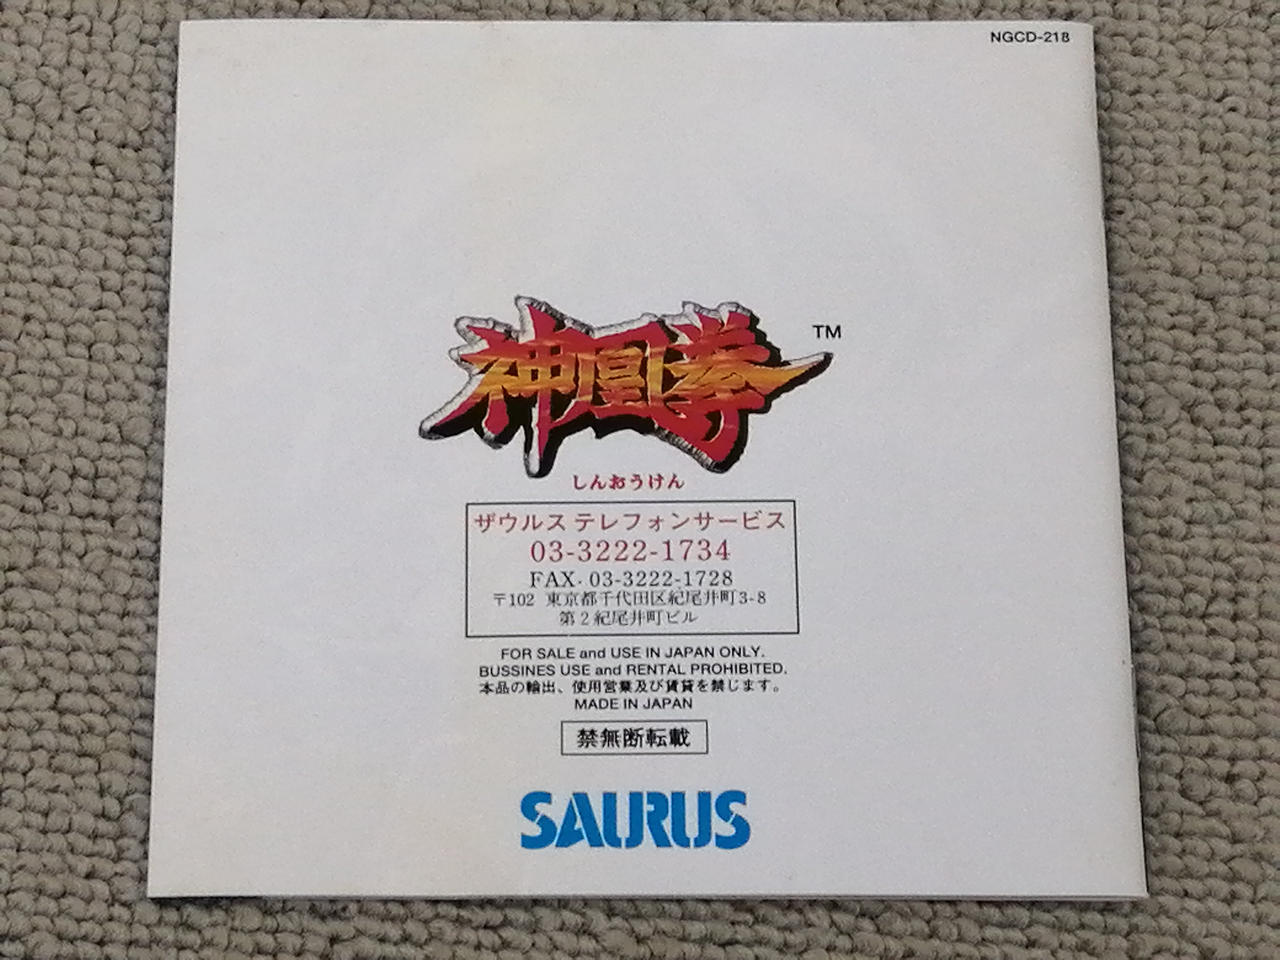 NGCD-218
神凰拳
TM
しんおうけん
ザウルス テレフォンサービス
03-3222-1734
FAX. 03-3222-1728
〒102 東京都千代田区紀尾井町3-8
第2紀尾井町ビル
FOR SALE and USE IN JAPAN ONLY.
BUSSINES USE and RENTAL PROHIBITED.
本品の輸出、使用営業及び賃貸を禁じます。
MADE IN JAPAN
禁無断転載
SAURUS